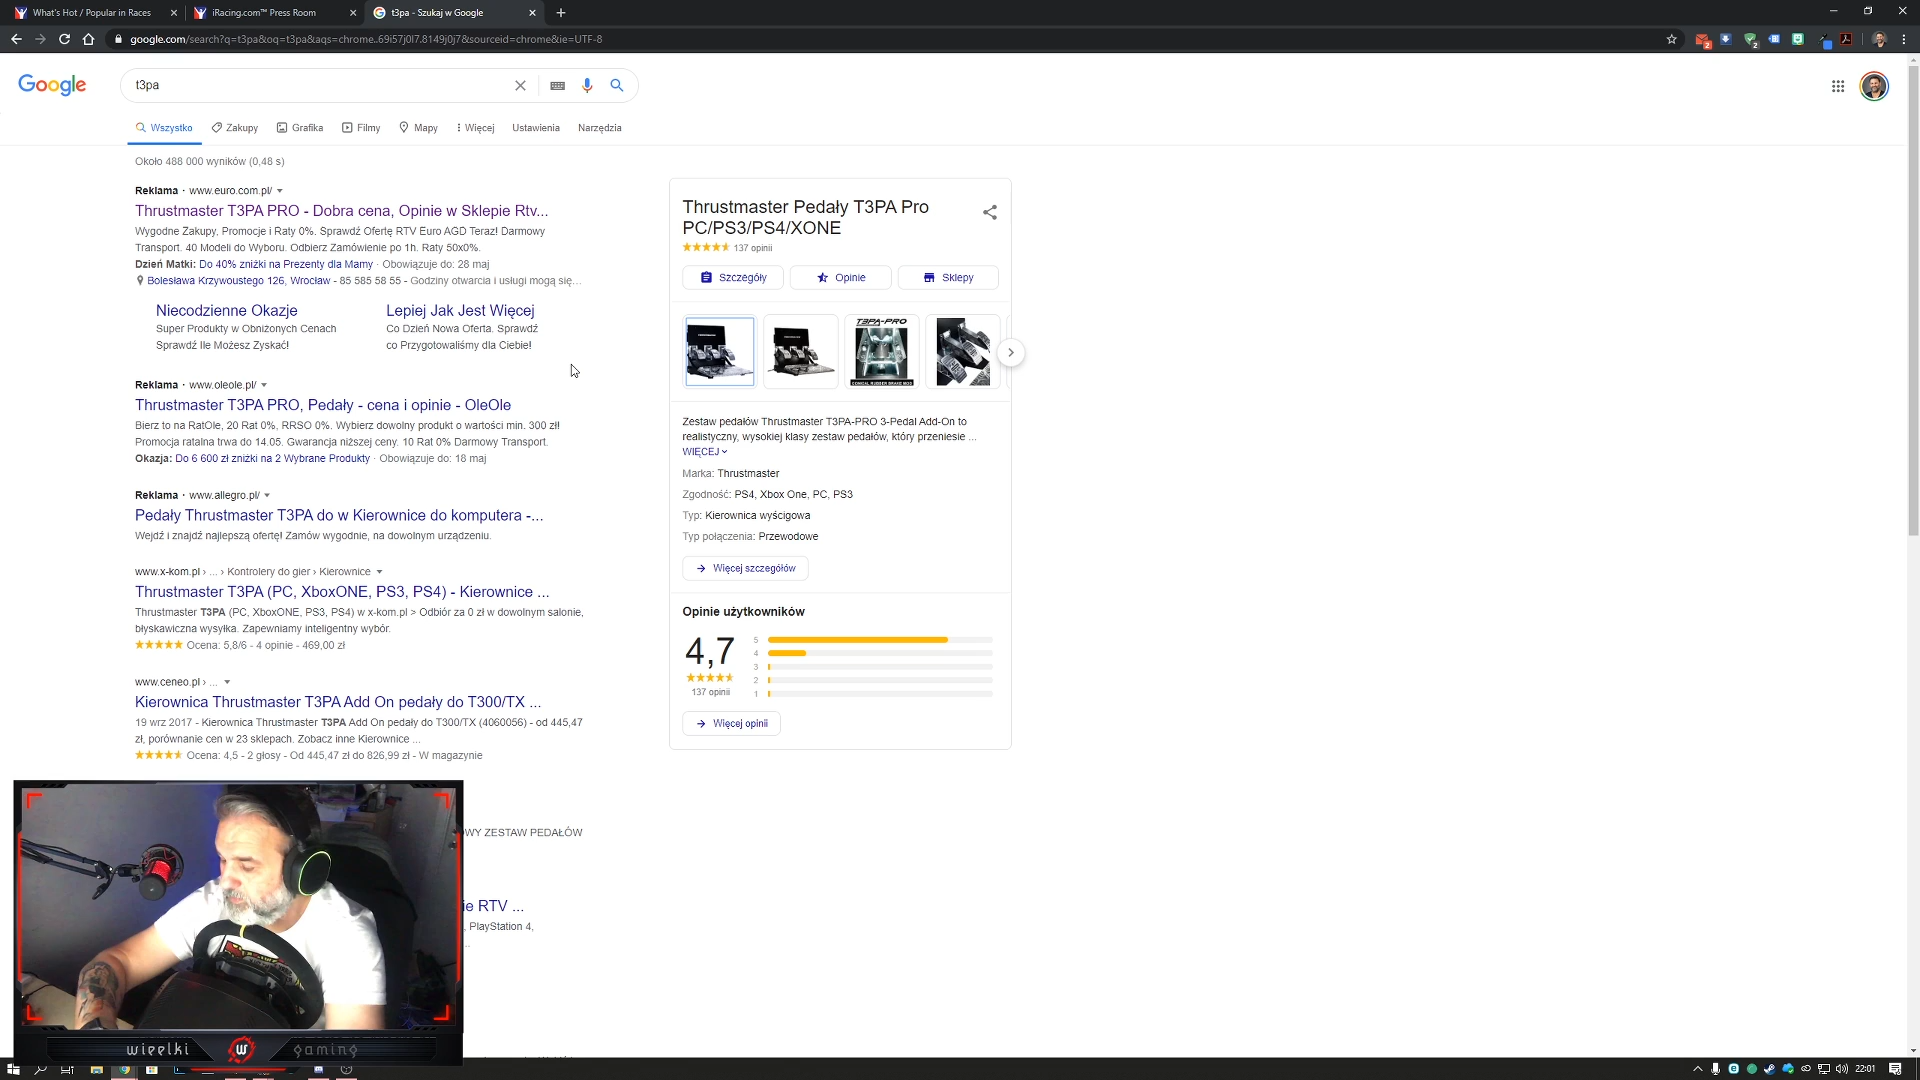 What's Hot / Popular in Races
iRacing.com™ Press Room
t3pa - Szukaj w Google
google.com/search?q=t3pa&oq=t3pa&aqs=chrome..69i57j0l7.8149j0j7&sourceid=chrome&ie=UTF-8
Google
t3pa
Wszystko
Zakupy
Grafika
Filmy
Mapy
Więcej
Ustawienia
Narzędzia
Około 488 000 wyników (0,48 s)
Reklama · www.euro.com.pl/
Thrustmaster T3PA PRO - Dobra cena, Opinie w Sklepie Rtv...
Wygodne Zakupy, Promocje i Raty 0%. Sprawdź Ofertę RTV Euro AGD Teraz! Darmowy
Transport. 40 Modeli do Wyboru. Odbierz Zamówienie po 1h. Raty 50x0%.
Dzień Matki: Do 40% zniżki na Prezenty dla Mamy · Obowiązuje do: 28 maj
Bolesława Krzywoustego 126, Wrocław - 85 585 58 55 - Godziny otwarcia i usługi mogą się…
Niecodzienne Okazje
Super Produkty w Obniżonych Cenach
Sprawdź Ile Możesz Zyskać!
Lepiej Jak Jest Więcej
Co Dzień Nowa Oferta. Sprawdź
co Przygotowaliśmy dla Ciebie!
Reklama · www.oleole.pl/
Thrustmaster T3PA PRO, Pedały - cena i opinie - OleOle
Bierz to na RatOle, 20 Rat 0%, RRSO 0%. Wybierz dowolny produkt o wartości min. 300 zł!
Promocja ratalna trwa do 14.05. Gwarancja niższej ceny. 10 Rat 0% Darmowy Transport.
Okazja: Do 6 600 zł zniżki na 2 Wybrane Produkty · Obowiązuje do: 18 maj
Reklama · www.allegro.pl/
Pedały Thrustmaster T3PA do w Kierownice do komputera -...
Wejdź i znajdź najlepszą ofertę! Zamów wygodnie, na dowolnym urządzeniu.
www.x-kom.pl › ... › Kontrolery do gier › Kierownice
Thrustmaster T3PA (PC, XboxONE, PS3, PS4) - Kierownice ...
Thrustmaster T3PA (PC, XboxONE, PS3, PS4) w x-kom.pl > Odbiór za 0 zł w dowolnym salonie,
błyskawiczna wysyłka. Zapewniamy inteligentny wybór.
Ocena: 5,8/6 - 4 opinie - 469,00 zł
www.ceneo.pl › ...
Kierownica Thrustmaster T3PA Add On pedały do T300/TX ...
19 wrz 2017 - Kierownica Thrustmaster T3PA Add On pedały do T300/TX (4060056) - od 445,47
zł, porównanie cen w 23 sklepach. Zobacz inne Kierownice ...
Ocena: 4,5 - 2 głosy - Od 445,47 zł do 826,99 zł - W magazynie
WY ZESTAW PEDAŁÓW
ie RTV ...
, PlayStation 4,
Thrustmaster Pedały T3PA Pro
PC/PS3/PS4/XONE
137 opinii
Szczegóły
Opinie
Sklepy
T3PA-PRO
CONICAL RUBBER BRAKE MOD
Zestaw pedałów Thrustmaster T3PA-PRO 3-Pedal Add-On to
realistyczny, wysokiej klasy zestaw pedałów, który przeniesie ...
WIĘCEJ
Marka: Thrustmaster
Zgodność: PS4, Xbox One, PC, PS3
Typ: Kierownica wyścigowa
Typ połączenia: Przewodowe
Więcej szczegółów
Opinie użytkowników
4,7
137 opinii
5
4
3
2
1
Więcej opinii
wieelki
W
gaming
22:01